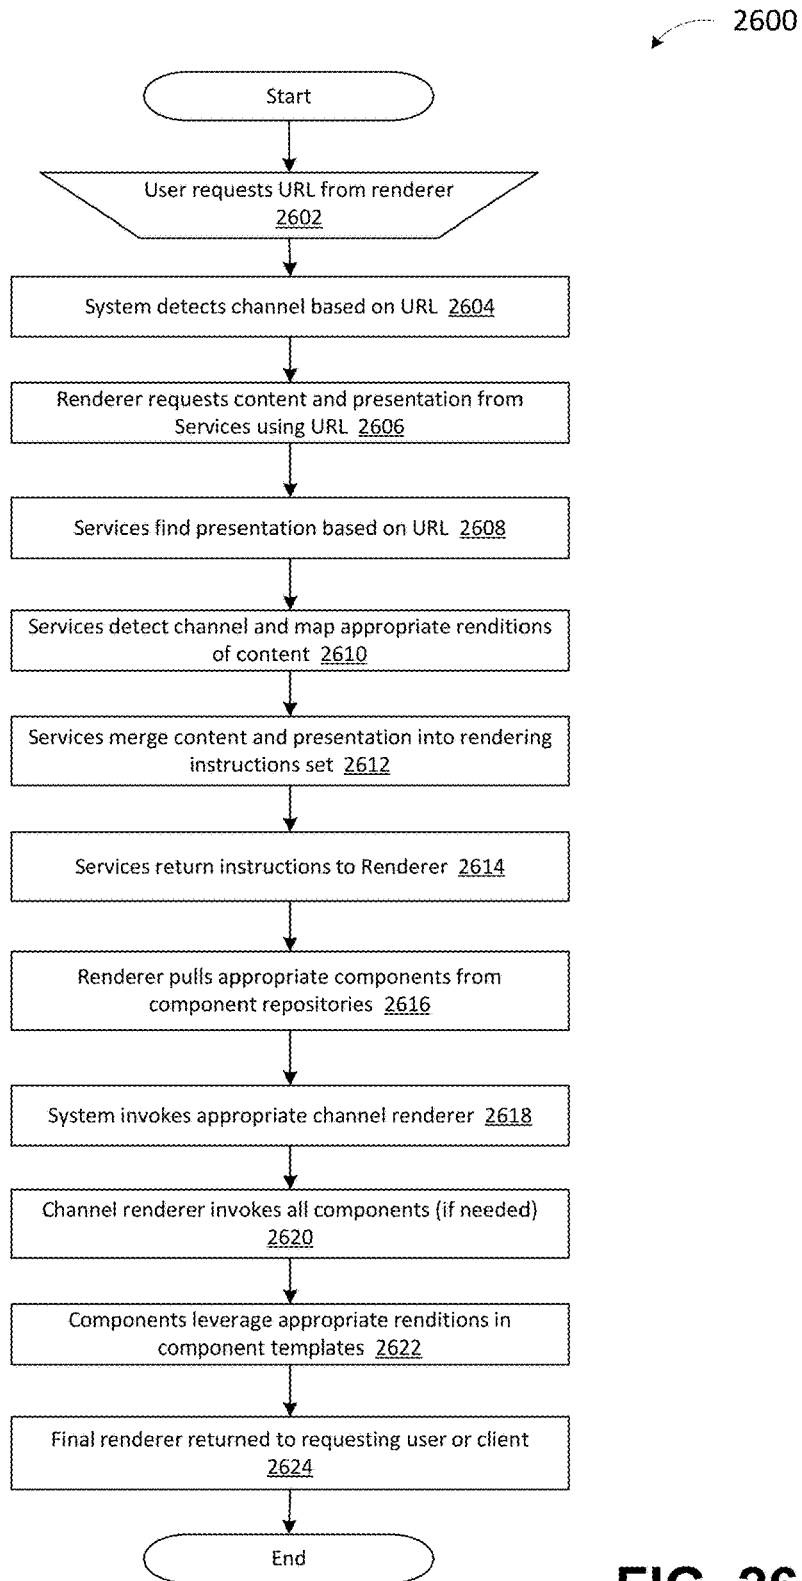 2600
Start
User requests URL from renderer
2602
System detects channel based on URL 2604
Renderer requests content and presentation from
Services using URL 2606
Services find presentation based on URL 2608
Services detect channel and map appropriate renditions
of content 2610
Services merge content and presentation into rendering
instructions set 2612
Services return instructions to Renderer 2614
Renderer pulls appropriate components from
component repositories 2616
System invokes appropriate channel renderer 2618
Channel renderer invokes all components (if needed)
2620
Components leverage appropriate renditions in
component templates 2622
Final renderer returned to requesting user or client
2624
End
FIG. 26